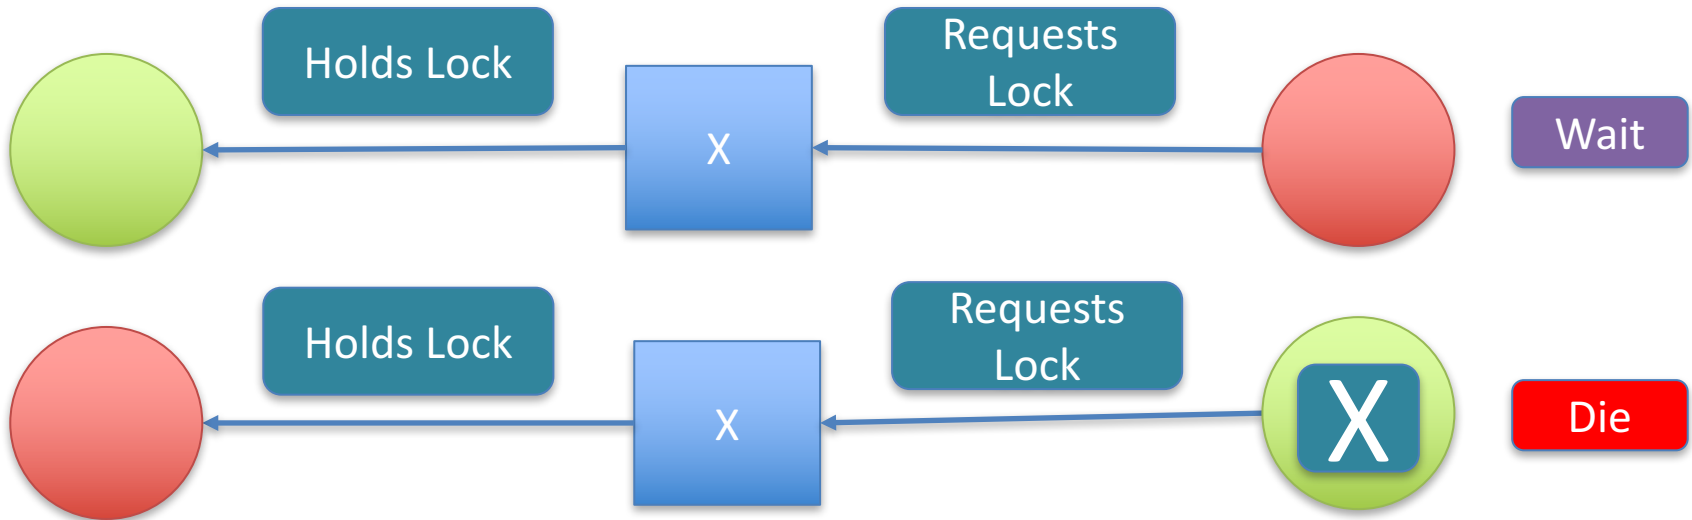 Holds Lock
X
Requests
Lock
Wait
Holds Lock
X
Requests
Lock
X
Die